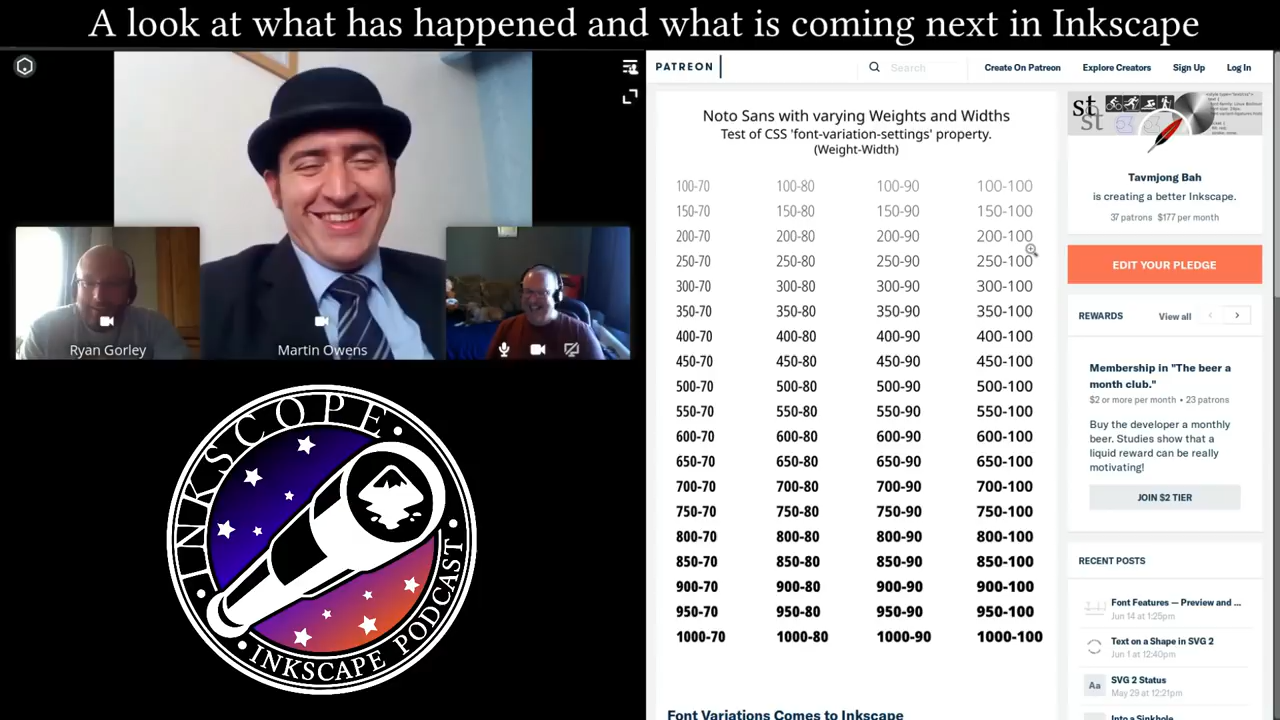 A look at what has happened and what is coming next in Inkscape
Ryan Gorley
Martin Owens
INKSCOPE
INKSCAPE PODCAST
PATREON
Search
Create On Patreon
Explore Creators
Sign Up
Log In
Noto Sans with varying Weights and Widths
Test of CSS 'font-variation-settings' property.
(Weight-Width)
100-70 100-80 100-90 100-100
150-70 150-80 150-90 150-100
200-70 200-80 200-90 200-100
250-70 250-80 250-90 250-100
300-70 300-80 300-90 300-100
350-70 350-80 350-90 350-100
400-70 400-80 400-90 400-100
450-70 450-80 450-90 450-100
500-70 500-80 500-90 500-100
550-70 550-80 550-90 550-100
600-70 600-80 600-90 600-100
650-70 650-80 650-90 650-100
700-70 700-80 700-90 700-100
750-70 750-80 750-90 750-100
800-70 800-80 800-90 800-100
850-70 850-80 850-90 850-100
900-70 900-80 900-90 900-100
950-70 950-80 950-90 950-100
1000-70 1000-80 1000-90 1000-100
Font Variations Comes to Inkscape
st
st
Tavmjong Bah
is creating a better Inkscape.
37 patrons $177 per month
EDIT YOUR PLEDGE
REWARDS
View all
Membership in "The beer a
month club."
$2 or more per month • 23 patrons
Buy the developer a monthly
beer. Studies show that a
liquid reward can be really
motivating!
JOIN $2 TIER
RECENT POSTS
Font Features — Preview and ...
Jun 14 at 1:25pm
Text on a Shape in SVG 2
Jun 1 at 12:40pm
Aa
SVG 2 Status
May 29 at 12:21pm
Into a Sinkhole